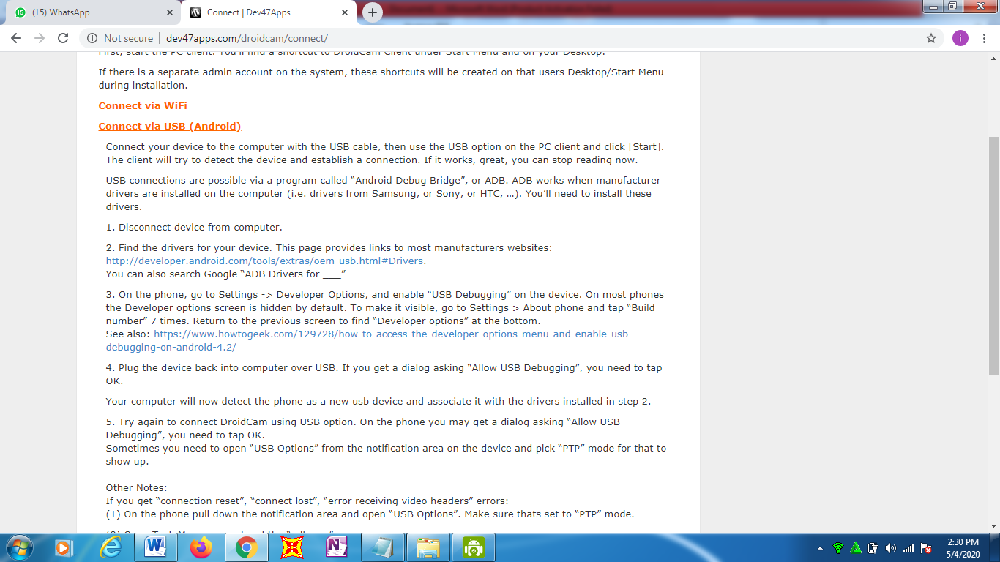 (15) WhatsApp
Connect | Dev47Apps
Not secure
dev47apps.com/droidcam/connect/
i
First, start the PC client. You'll find a shortcut to DroidCam Client under Start Menu and on your Desktop.
If there is a separate admin account on the system, these shortcuts will be created on that users Desktop/Start Menu
during installation.
Connect via WiFi
Connect via USB (Android)
Connect your device to the computer with the USB cable, then use the USB option on the PC client and click [Start].
The client will try to detect the device and establish a connection. If it works, great, you can stop reading now.
USB connections are possible via a program called “Android Debug Bridge”, or ADB. ADB works when manufacturer
drivers are installed on the computer (i.e. drivers from Samsung, or Sony, or HTC, …). You’ll need to install these
drivers.
1. Disconnect device from computer.
2. Find the drivers for your device. This page provides links to most manufacturers websites:
http://developer.android.com/tools/extras/oem-usb.html#Drivers.
You can also search Google “ADB Drivers for ___”
3. On the phone, go to Settings -> Developer Options, and enable “USB Debugging” on the device. On most phones
the Developer options screen is hidden by default. To make it visible, go to Settings > About phone and tap “Build
number” 7 times. Return to the previous screen to find “Developer options” at the bottom.
See also: https://www.howtogeek.com/129728/how-to-access-the-developer-options-menu-and-enable-usb-
debugging-on-android-4.2/
4. Plug the device back into computer over USB. If you get a dialog asking “Allow USB Debugging”, you need to tap
OK.
Your computer will now detect the phone as a new usb device and associate it with the drivers installed in step 2.
5. Try again to connect DroidCam using USB option. On the phone you may get a dialog asking “Allow USB
Debugging”, you need to tap OK.
Sometimes you need to open “USB Options” from the notification area on the device and pick “PTP” mode for that to
show up.
Other Notes:
If you get “connection reset”, “connect lost”, “error receiving video headers” errors:
(1) On the phone pull down the notification area and open “USB Options”. Make sure thats set to “PTP” mode.
2:30 PM
5/4/2020